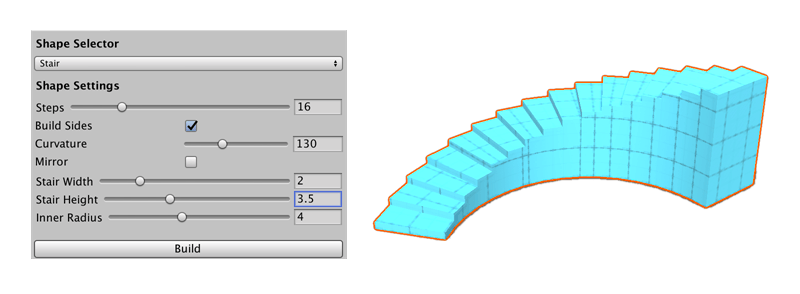 Shape Selector
Stair
Shape Settings
Steps 16
Build Sides
Curvature 130
Mirror
Stair Width 2
Stair Height 3.5
Inner Radius 4
Build